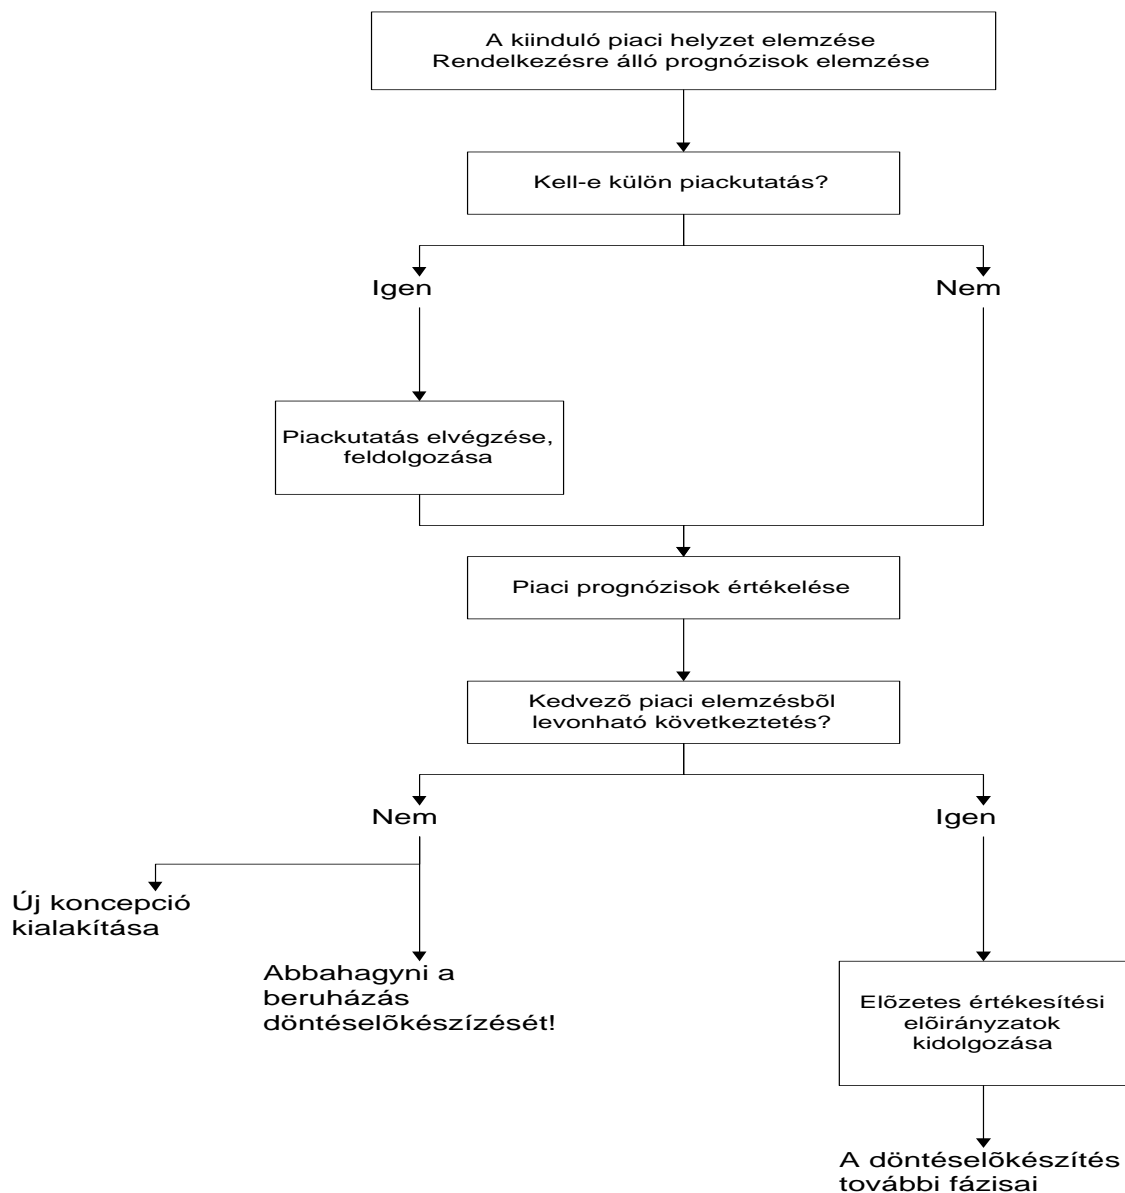 A kiinduló piaci helyzet elemzése
Rendelkezésre álló prognózisok elemzése
Kell-e külön piackutatás?
Igen
Nem
Piackutatás elvégzése,
feldolgozása
Piaci prognózisok értékelése
Kedvezõ piaci elemzésbõl
levonható következtetés?
Nem
Igen
Új koncepció
kialakítása
Abbahagyni a
beruházás
döntéselõkészízését!
Elõzetes értékesítési
elõirányzatok
kidolgozása
A döntéselõkészítés
további fázisai